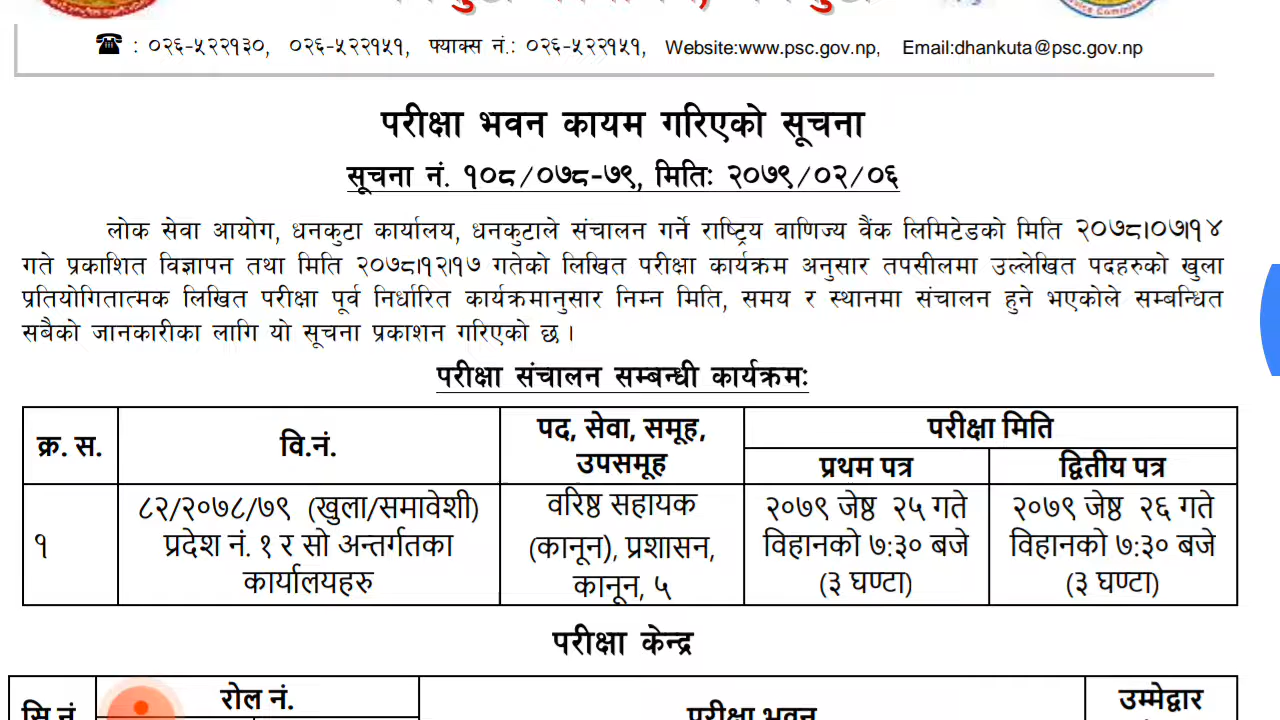 ☎ : ०२६-५२२१३०, ०२६-५२२१५१, फ्याक्स नं.: ०२६-५२२१५१, Website:www.psc.gov.np, Email:dhankuta@psc.gov.np
परीक्षा भवन कायम गरिएको सूचना
सूचना नं. १०८/०७८-७९, मितिः २०७९/०२/०६
लोक सेवा आयोग, धनकुटा कार्यालय, धनकुटाले संचालन गर्ने राष्ट्रिय वाणिज्य वैंक लिमिटेडको मिति २०७८।०७।१४
गते प्रकाशित विज्ञापन तथा मिति २०७८।१२।१७ गतेको लिखित परीक्षा कार्यक्रम अनुसार तपसीलमा उल्लेखित पदहरुको खुला
प्रतियोगितात्मक लिखित परीक्षा पूर्व निर्धारित कार्यक्रमानुसार निम्न मिति, समय र स्थानमा संचालन हुने भएकोले सम्बन्धित
सबैको जानकारीका लागि यो सूचना प्रकाशन गरिएको छ ।
परीक्षा संचालन सम्बन्धी कार्यक्रमः
क्र. स. वि.नं. पद, सेवा, समूह, उपसमूह परीक्षा मिति
प्रथम पत्र द्वितीय पत्र
१ ८२/२०७८/७९ (खुला/समावेशी) वरिष्ठ सहायक २०७९ जेष्ठ २५ गते २०७९ जेष्ठ २६ गते
प्रदेश नं. १ र सो अन्तर्गतका (कानून), प्रशासन, विहानको ७:३० बजे विहानको ७:३० बजे
कार्यालयहरु कानून, ५ (३ घण्टा) (३ घण्टा)
परीक्षा केन्द्र
सि.नं. रोल नं. परीक्षा भवन उम्मेद्वार